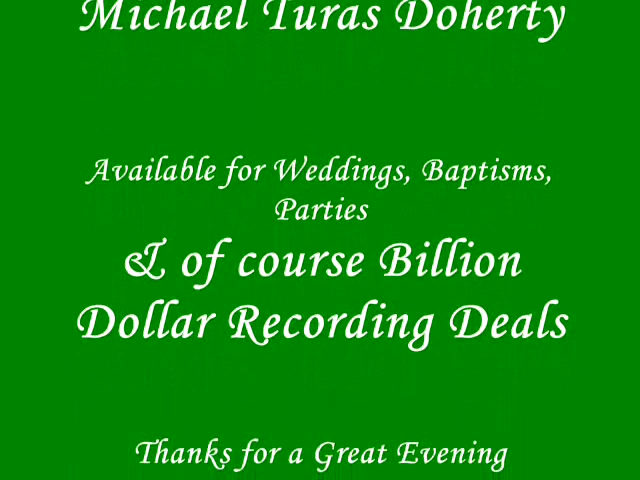 Michael Turas Doherty
Available for Weddings, Baptisms,
Parties
& of course Billion
Dollar Recording Deals
Thanks for a Great Evening